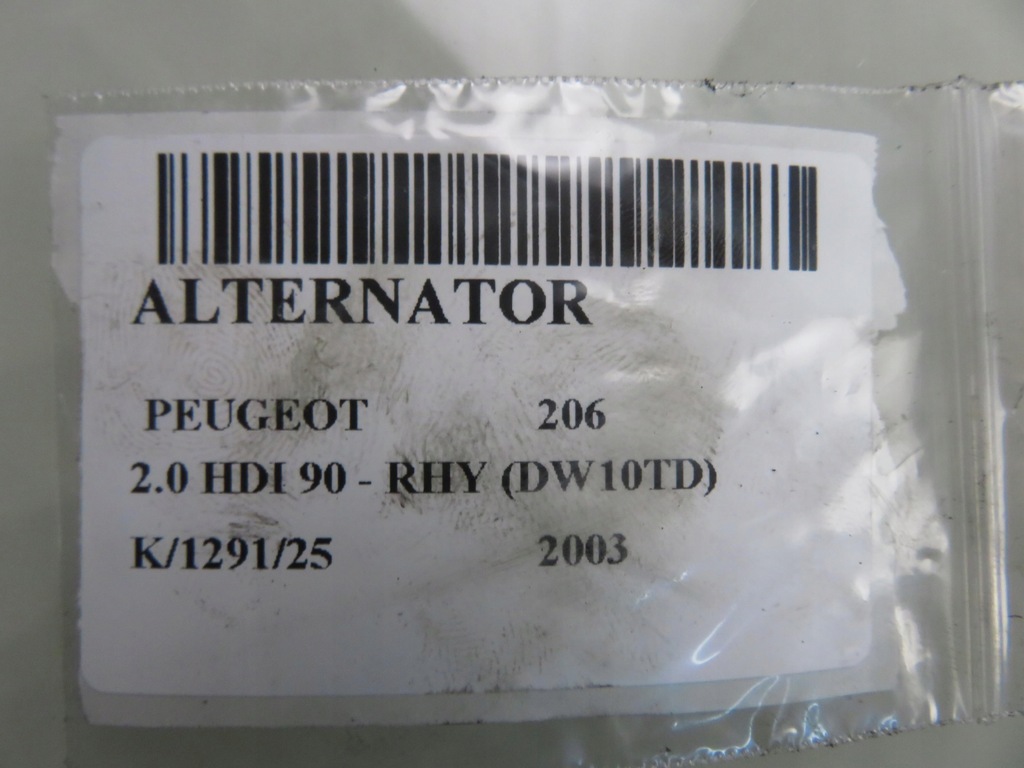 ALTERNATOR
PEUGEOT 206
2.0 HDI 90 - RHY (DW10TD)
K/1291/25 2003